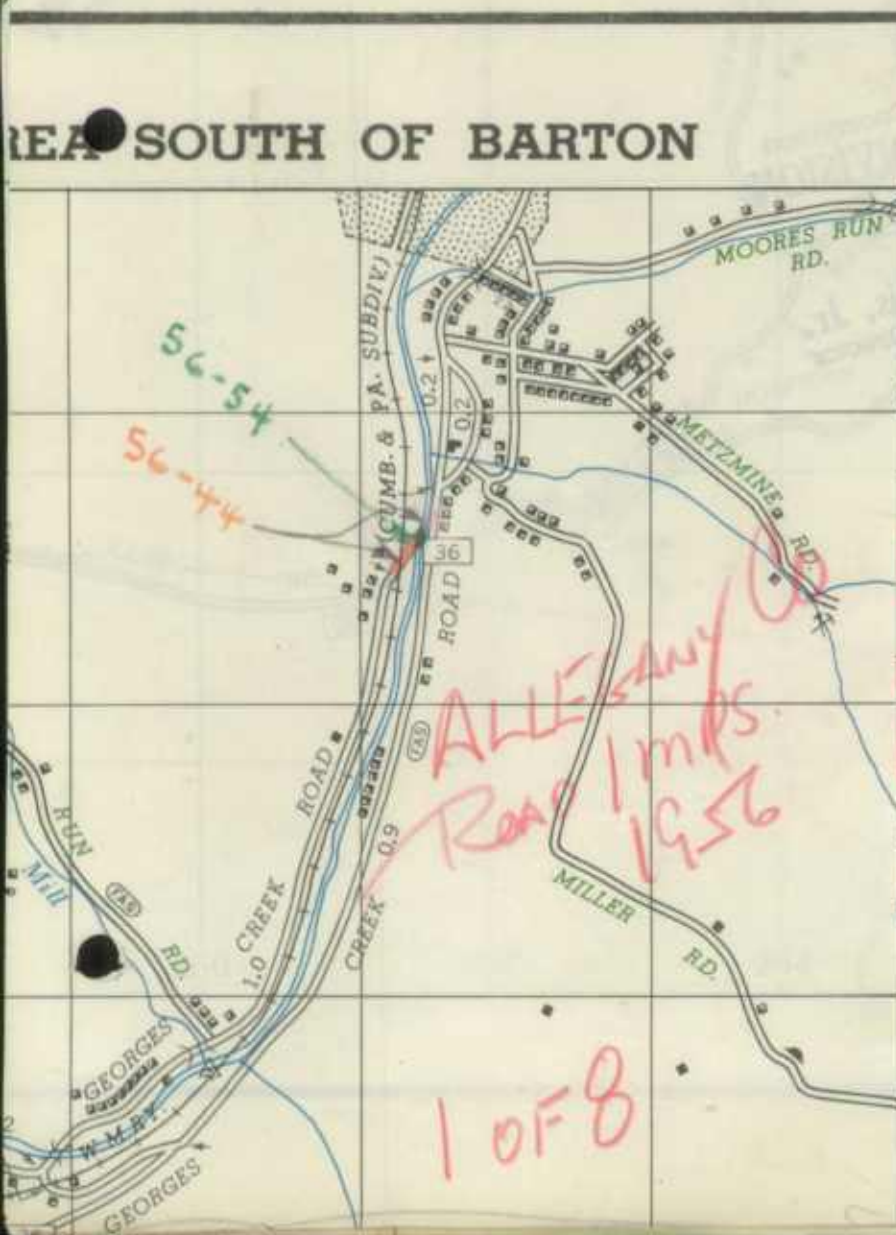 REA SOUTH OF BARTON
MOORES RUN
RD.
(CUMB. & PA. SUBDIV.)
56-54
56-44
0.2
0.2
METZMINE
RD.
36
ROAD
FAS
ALLEGANY Co
Road Imps.
1956
ROAD
RUN
Mill
FAS
RD.
0.9
CREEK
1.0
CREEK
MILLER
RD.
GEORGES
W M RY.
GEORGES
1 OF 8